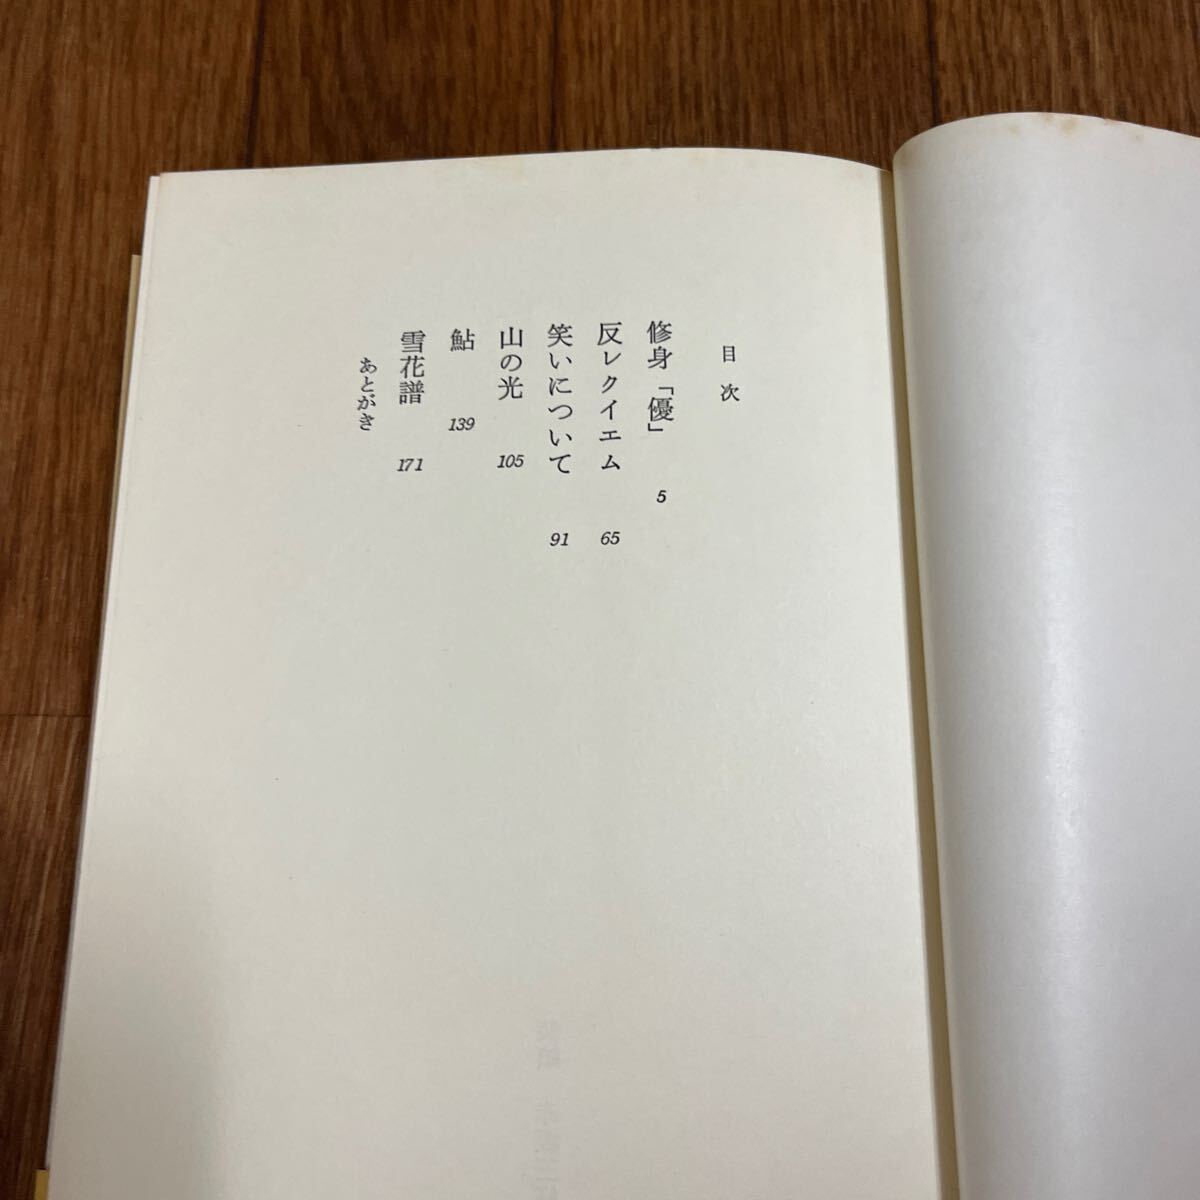 目次
修身「優」 5
反レクイエム 65
笑いについて 91
山の光 105
鮎 139
雪花譜 171
あとがき